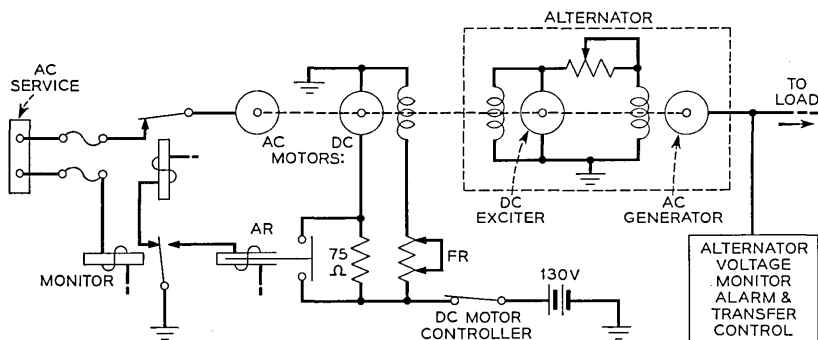 ALTERNATOR
AC
SERVICE
TO
LOAD
AC DC
MOTORS:
DC
EXCITER
AC
GENERATOR
MONITOR
AR
75
Ω
FR
130V
DC MOTOR
CONTROLLER
ALTERNATOR
VOLTAGE
MONITOR
ALARM &
TRANSFER
CONTROL